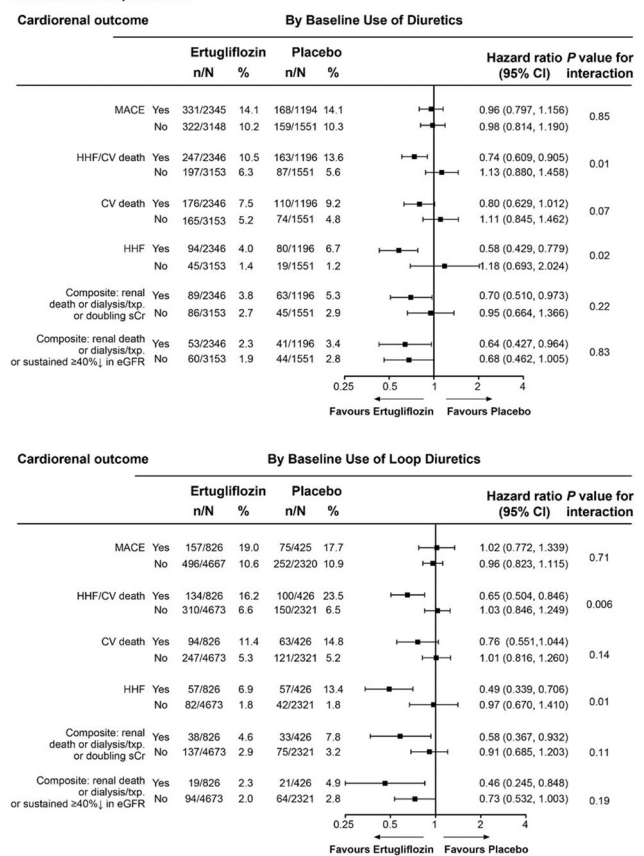 Cardiorenal outcome By Baseline Use of Diuretics
Ertugliflozin Placebo Hazard ratio P value for
n/N % n/N % (95% CI) interaction
MACE Yes 331/2345 14.1 168/1194 14.1 0.96 (0.797, 1.156)
0.85
No 322/3148 10.2 159/1551 10.3 0.98 (0.814, 1.190)
HHF/CV death Yes 247/2346 10.5 163/1196 13.6 0.74 (0.609, 0.905)
0.01
No 197/3153 6.3 87/1551 5.6 1.13 (0.880, 1.458)
CV death Yes 176/2346 7.5 110/1196 9.2 0.80 (0.629, 1.012)
0.07
No 165/3153 5.2 74/1551 4.8 1.11 (0.845, 1.462)
HHF Yes 94/2346 4.0 80/1196 6.7 0.58 (0.429, 0.779)
0.02
No 45/3153 1.4 19/1551 1.2 1.18 (0.693, 2.024)
Composite: renal
death or dialysis/txp. Yes 89/2346 3.8 63/1196 5.3 0.70 (0.510, 0.973)
0.22
or doubling sCr No 86/3153 2.7 45/1551 2.9 0.95 (0.664, 1.366)
Composite: renal death Yes 53/2346 2.3 41/1196 3.4 0.64 (0.427, 0.964)
or dialysis/txp. 0.83
or sustained ≥40%↓ in eGFR No 60/3153 1.9 44/1551 2.8 0.68 (0.462, 1.005)
0.25 0.5 1 2 4
Favours Ertugliflozin Favours Placebo
Cardiorenal outcome By Baseline Use of Loop Diuretics
Ertugliflozin Placebo Hazard ratio P value for
n/N % n/N % (95% CI) interaction
MACE Yes 157/826 19.0 75/425 17.7 1.02 (0.772, 1.339)
0.71
No 496/4667 10.6 252/2320 10.9 0.96 (0.823, 1.115)
HHF/CV death Yes 134/826 16.2 100/426 23.5 0.65 (0.504, 0.846)
0.006
No 310/4673 6.6 150/2321 6.5 1.03 (0.846, 1.249)
CV death Yes 94/826 11.4 63/426 14.8 0.76 (0.551,1.044)
0.14
No 247/4673 5.3 121/2321 5.2 1.01 (0.816, 1.260)
HHF Yes 57/826 6.9 57/426 13.4 0.49 (0.339, 0.706)
0.01
No 82/4673 1.8 42/2321 1.8 0.97 (0.670, 1.410)
Composite: renal Yes 38/826 4.6 33/426 7.8 0.58 (0.367, 0.932)
death or dialysis/txp. 0.11
or doubling sCr No 137/4673 2.9 75/2321 3.2 0.91 (0.685, 1.203)
Composite: renal death Yes 19/826 2.3 21/426 4.9 0.46 (0.245, 0.848)
or dialysis/txp. 0.19
or sustained ≥40%↓ in eGFR No 94/4673 2.0 64/2321 2.8 0.73 (0.532, 1.003)
0.25 0.5 1 2 4
Favours Ertugliflozin Favours Placebo